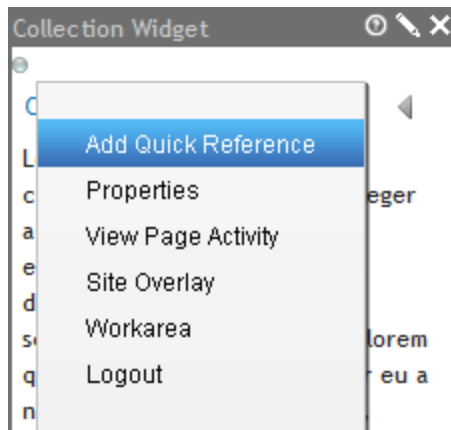 Collection Widget
Add Quick Reference
Properties
eger
View Page Activity
Site Overlay
Workarea
lorem
Logout
eu a